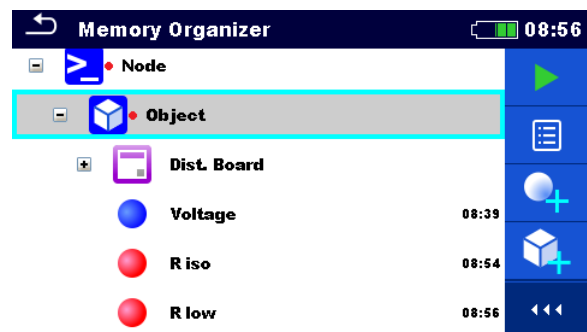 Memory Organizer 08:56
Node
Object
Dist. Board
Voltage 08:39
R iso 08:54
R low 08:56